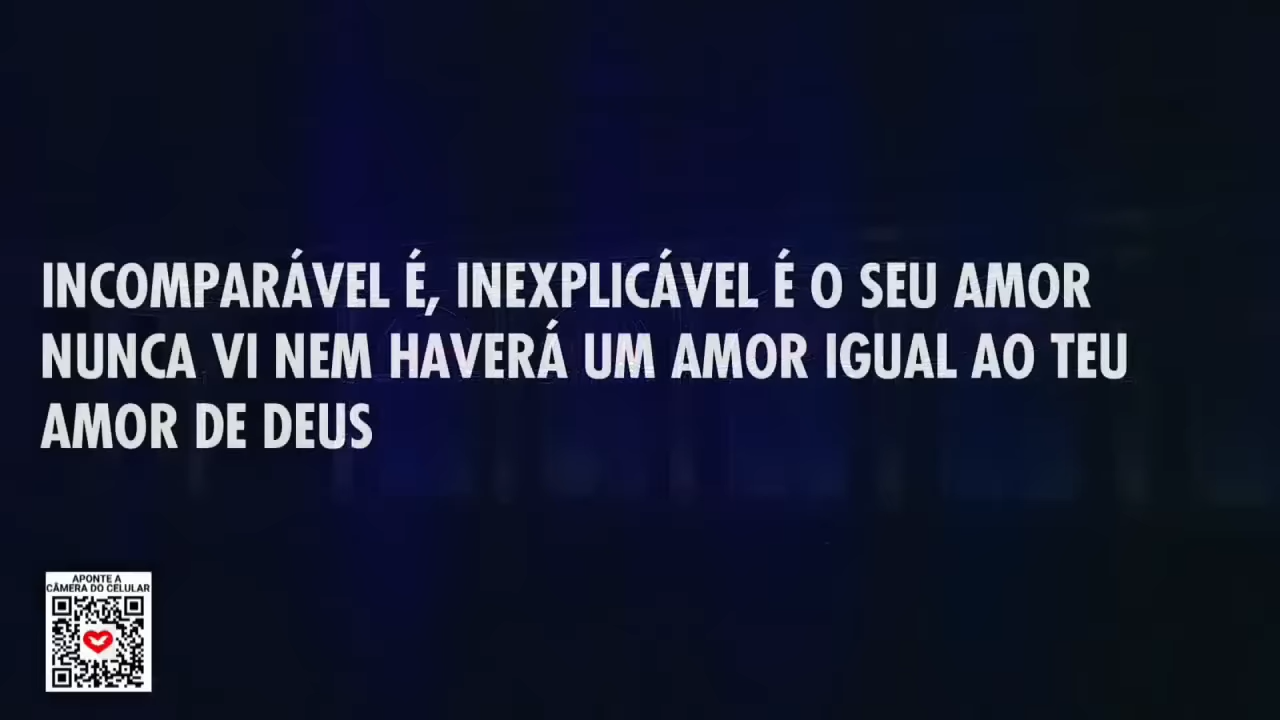 INCOMPARÁVEL É, INEXPLICÁVEL É O SEU AMOR
NUNCA VI NEM HAVERÁ UM AMOR IGUAL AO TEU
AMOR DE DEUS
APONTE A
CÂMERA DO CELULAR